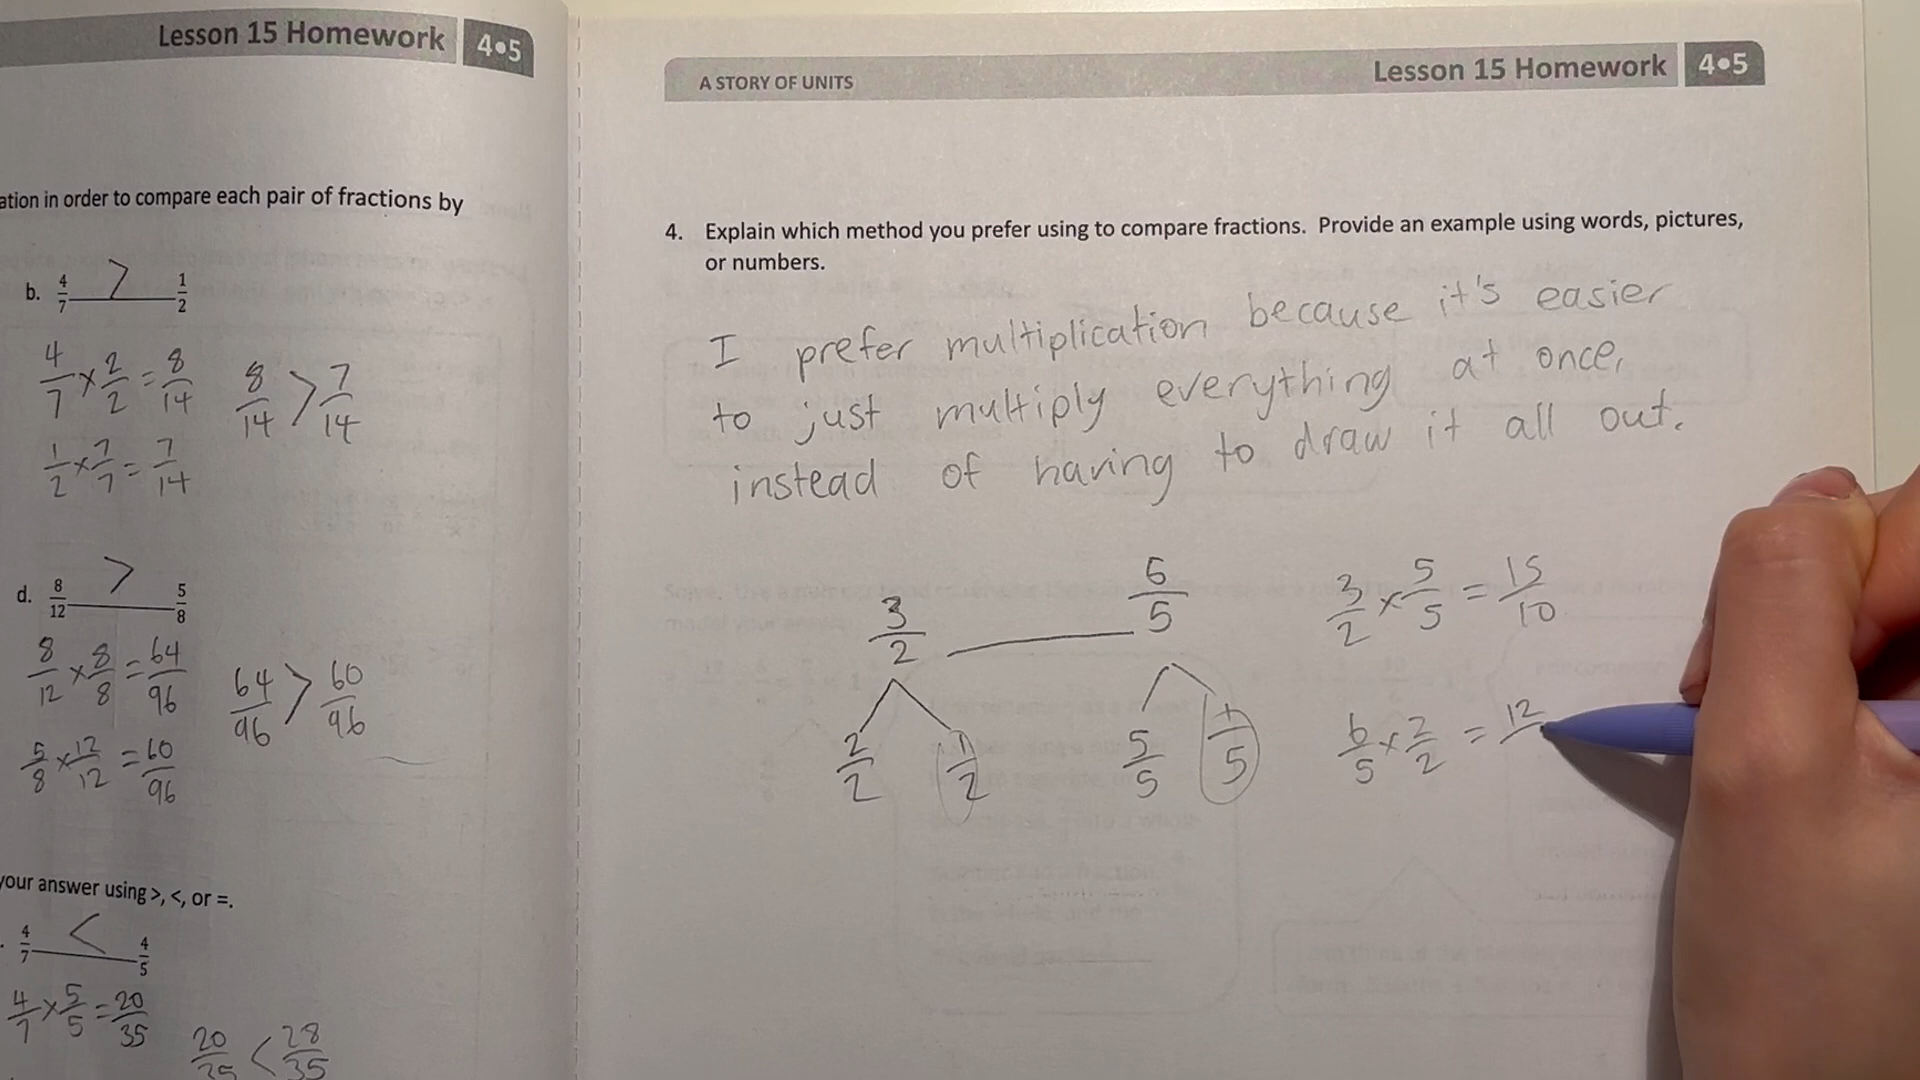 Lesson 15 Homework 4•5
ation in order to compare each pair of fractions by
b. 4/7 > 1/2
4/7 × 2/2 = 8/14
8/14 > 7/14
1/2 × 7/7 = 7/14
d. 8/12 > 5/8
8/12 × 8/8 = 64/96
64/96 > 60/96
5/8 × 12/12 = 60/96
your answer using >, <, or =.
4/7 < 4/5
4/7 × 5/5 = 20/35
20/35 < 28/35
A STORY OF UNITS Lesson 15 Homework 4•5
4. Explain which method you prefer using to compare fractions. Provide an example using words, pictures,
or numbers.
I prefer multiplication because it's easier
to just multiply everything at once,
instead of having to draw it all out.
3/2 6/5
2/2 1/2 5/5 1/5
3/2 × 5/5 = 15/10
6/5 × 2/2 = 12